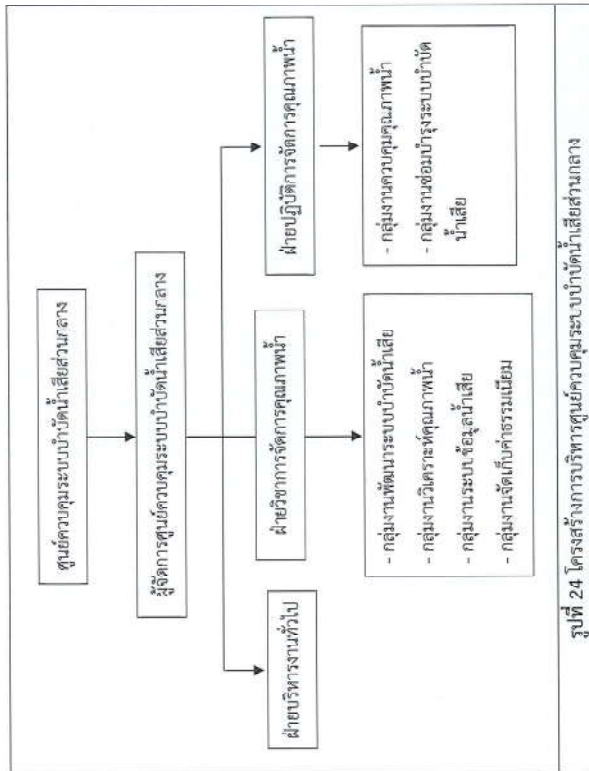 ศูนย์ควบคุมระบบบำบัดน้ำเสียส่วนกลาง
ผู้จัดการศูนย์ควบคุมระบบบำบัดน้ำเสียส่วนกลาง
ฝ่ายบริหารงานทั่วไป
ฝ่ายวิชาการจัดการคุณภาพน้ำ
ฝ่ายปฏิบัติการจัดการคุณภาพน้ำ
- กลุ่มงานพัฒนาระบบบำบัดน้ำเสีย
- กลุ่มงานวิเคราะห์คุณภาพน้ำ
- กลุ่มงานระบบข้อมูลน้ำเสีย
- กลุ่มงานจัดเก็บค่าธรรมเนียม
- กลุ่มงานควบคุมคุณภาพน้ำ
- กลุ่มงานซ่อมบำรุงระบบบำบัด
น้ำเสีย
รูปที่ 24 โครงสร้างการบริหารศูนย์ควบคุมระบบบำบัดน้ำเสียส่วนกลาง